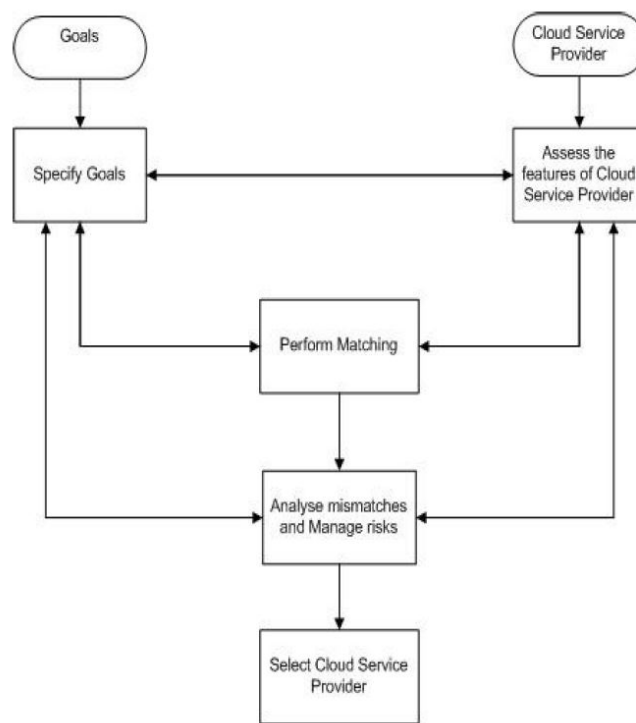 Goals
Cloud Service
Provider
Specify Goals
Assess the
features of Cloud
Service Provider
Perform Matching
Analyse mismatches
and Manage risks
Select Cloud Service
Provider